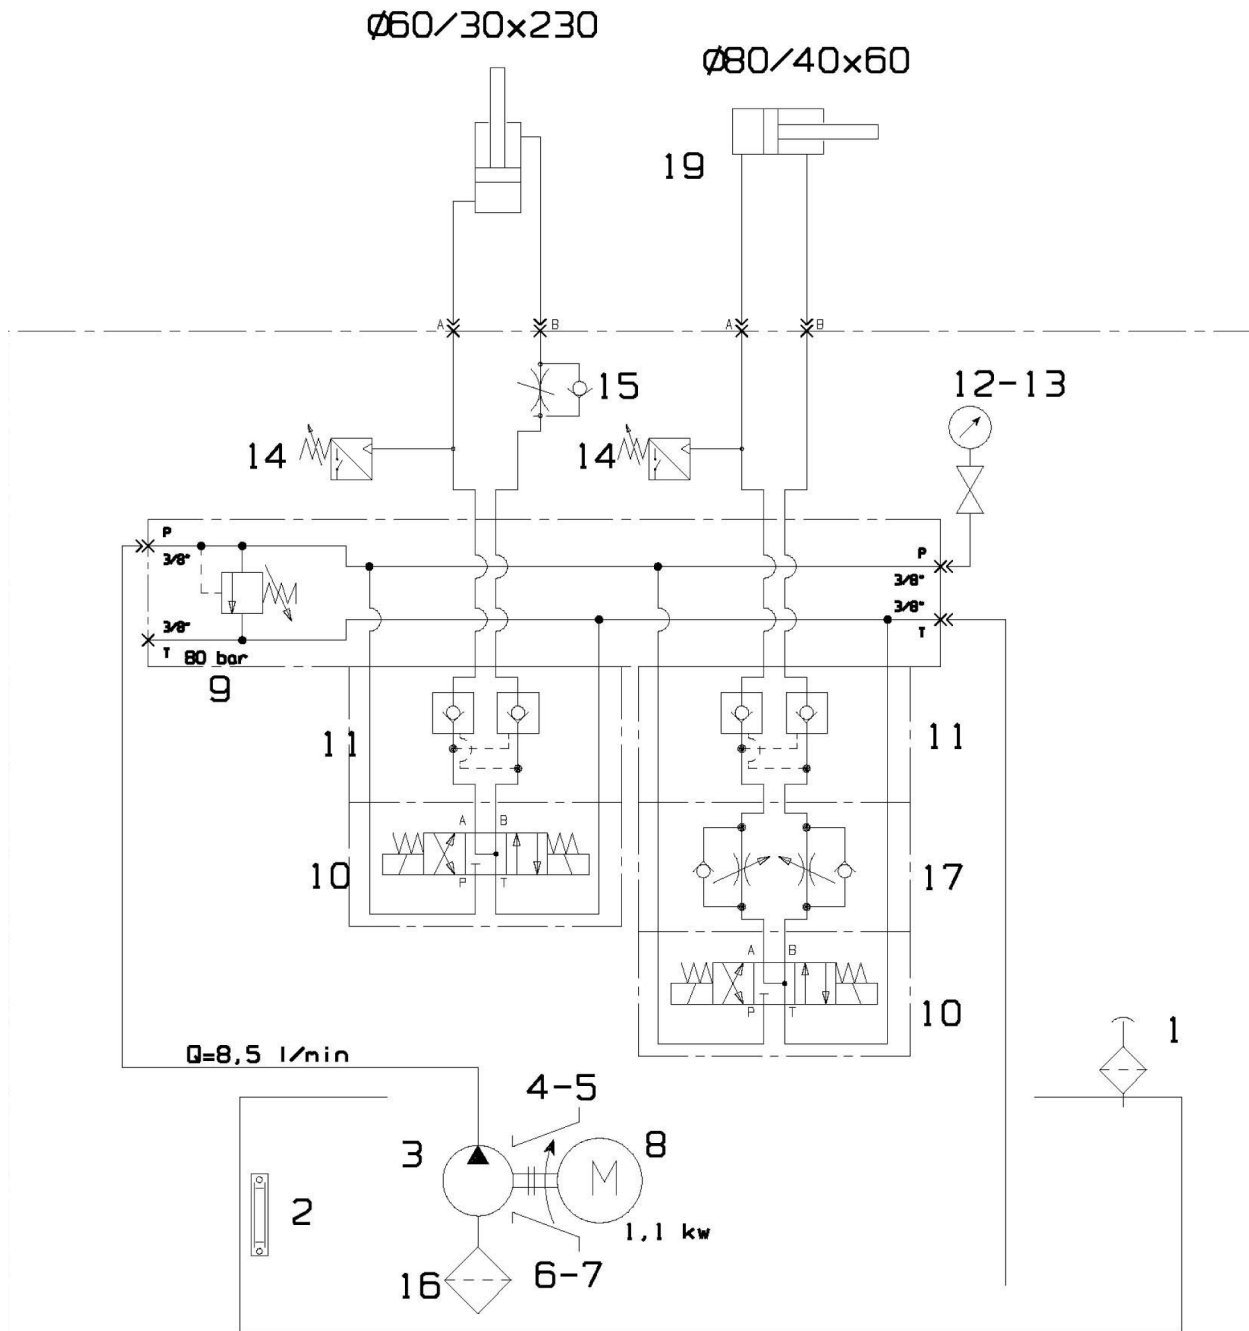 Ø60/30x230
Ø80/40x60
19
A B A B
15 12-13
14 14
P
3/8"
P
3/8"
3/8"
3/8"
T 80 bar
T
9
11 11
A B
10
P T
17
A B
P T
10
Q=8,5 l/min
1
4-5
3 8
M
2
1,1 kw
6-7
16